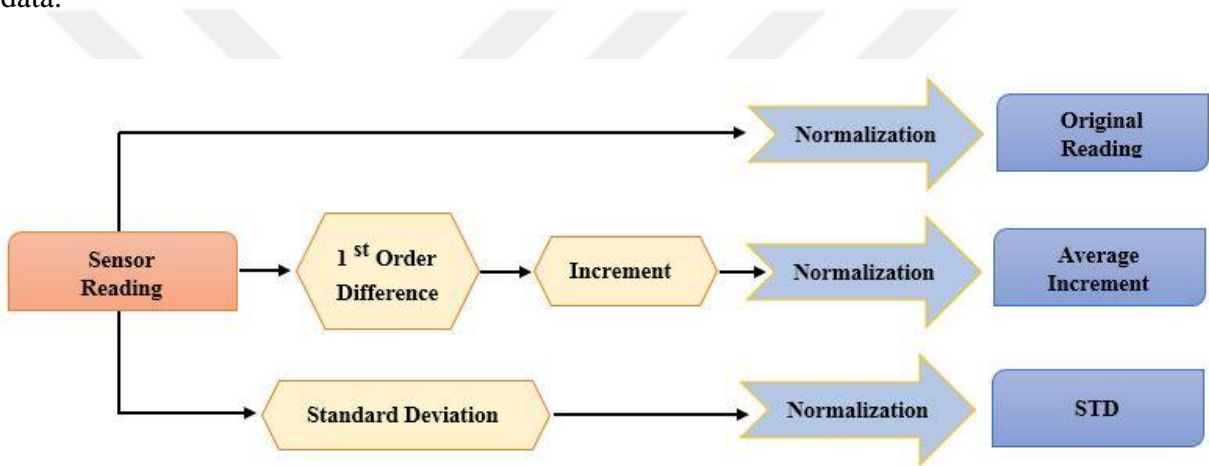 data.
Normalization
Original
Reading
Sensor
Reading
1 st Order
Difference
Increment
Normalization
Average
Increment
Standard Deviation
Normalization
STD